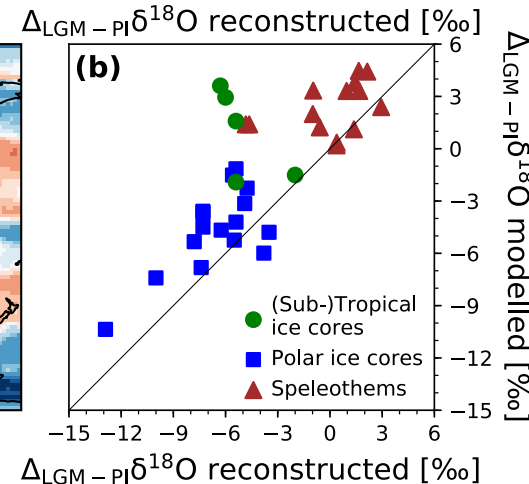 Δ_LGM−PI δ¹⁸O reconstructed [‰]
(b)
6
3
0
−3
−6
−9
−12
−15
Δ_LGM−PI δ¹⁸O modelled [‰]
(Sub-)Tropical
ice cores
Polar ice cores
Speleothems
−15 −12 −9 −6 −3 0 3 6
Δ_LGM−PI δ¹⁸O reconstructed [‰]